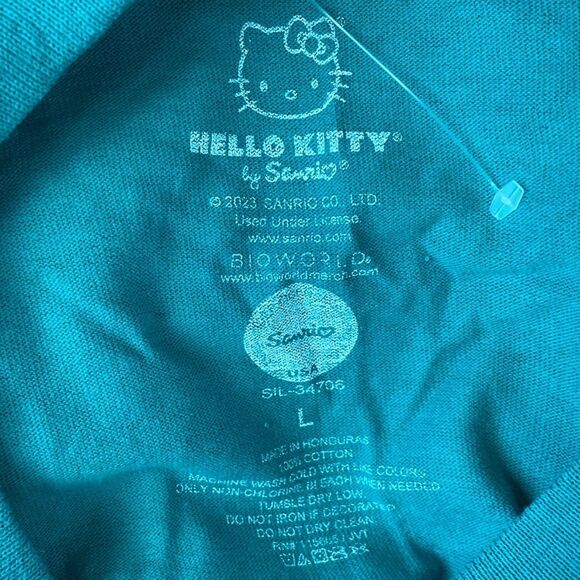 HELLO KITTY®
by Sanrio®
© 2023 SANRIO CO., LTD.
Used Under License.
www.sanrio.com
BIOWORLD®
www.bioworldmerch.com
Sanrio
USA
SIL-34706
L
MADE IN HONDURAS
100% COTTON
MACHINE WASH COLD WITH LIKE COLORS
ONLY NON-CHLORINE BLEACH WHEN NEEDED
TUMBLE DRY LOW
DO NOT IRON IF DECORATED
DO NOT DRY CLEAN
RN#
JVT